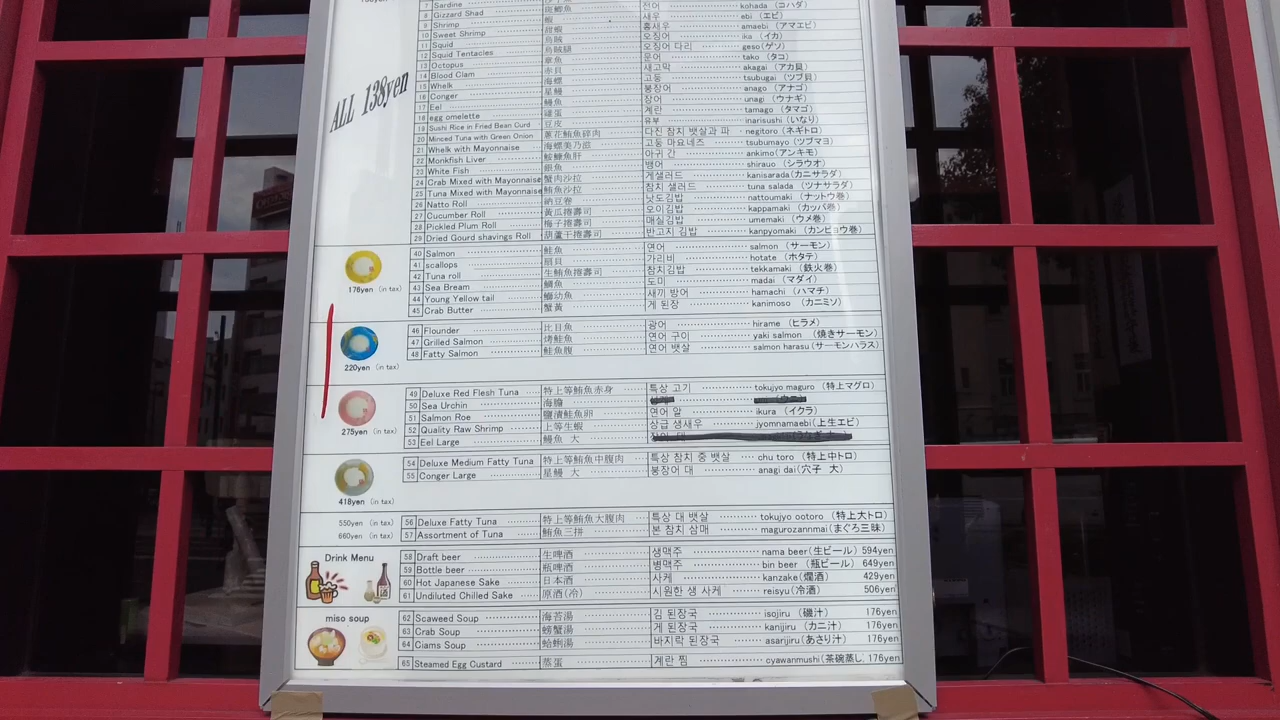 7 Sardine
8 Gizzard Shad 전어 kohada (コハダ)
9 Shrimp 蝦 새우 ebi (エビ)
10 Sweet Shrimp 甜蝦 홍새우 amaebi (アマエビ)
11 Squid 烏賊 오징어 ika (イカ)
12 Squid Tentacles 烏賊腿 오징어 다리 geso(ゲソ)
13 Octopus 章魚 문어 tako (タコ)
14 Blood Clam 赤貝 새고막 akagai (アカ貝)
15 Whelk 海螺 고둥 tsubugai (ツブ貝)
16 Conger 星鰻 붕장어 anago (アナゴ)
17 Eel 鰻魚 장어 unagi (ウナギ)
18 egg omelette 雞蛋 계란 tamago (タマゴ)
19 Sushi Rice in Fried Bean Curd 豆皮 유부 inarisushi (いなり)
20 Minced Tuna with Green Onion 蔥花鮪魚碎肉 다진 참치 뱃살과 파 negitoro (ネギトロ)
21 Whelk with Mayonnaise 海螺美乃滋 고둥 마요네즈 tsubumayo (ツブマヨ)
22 Monkfish Liver 鮟鱇魚肝 아귀 간 ankimo(アンキモ)
23 White Fish 銀魚 뱅어 shirauo (シラウオ)
24 Crab Mixed with Mayonnaise 蟹肉沙拉 게샐러드 kanisarada (カニサラダ)
25 Tuna Mixed with Mayonnaise 鮪魚沙拉 참치 샐러드 tuna salada (ツナサラダ)
26 Natto Roll 納豆卷 낫도김밥 nattoumaki (ナットウ巻)
27 Cucumber Roll 黃瓜捲壽司 오이김밥 kappamaki (カッパ巻)
28 Pickled Plum Roll 梅子捲壽司 매실김밥 umemaki (ウメ巻)
29 Dried Gourd shavings Roll 葫蘆干捲壽司 반고치 김밥 kanpyomaki (カンピョウ巻)
ALL 138yen
40 Salmon 鮭魚 연어 salmon (サーモン)
41 scallops 扇貝 가리비 hotate (ホタテ)
42 Tuna roll 生鮪魚捲壽司 참치김밥 tekkamaki (鉄火巻)
43 Sea Bream 鯛魚 도미 madai (マダイ)
44 Young Yellow tail 鰤幼魚 새끼 방어 hamachi (ハマチ)
45 Crab Butter 蟹黃 게 된장 kanimiso (カニミソ)
176yen (in tax)
46 Flounder 比目魚 광어 hirame (ヒラメ)
47 Grilled Salmon 烤鮭魚 연어 구이 yaki salmon (焼きサーモン)
48 Fatty Salmon 鮭魚腹 연어 뱃살 salmon harasu (サーモンハラス)
220yen (in tax)
49 Deluxe Red Flesh Tuna 特上等鮪魚赤身 특상 고기 tokujyo maguro (特上マグロ)
50 Sea Urchin 海膽
51 Salmon Roe 鹽漬鮭魚卵 연어 알 ikura (イクラ)
52 Quality Raw Shrimp 上等生蝦 상급 생새우 jyomnamaebi (上生エビ)
53 Eel Large 鰻魚 大
275yen (in tax)
54 Deluxe Medium Fatty Tuna 特上等鮪魚中腹肉 특상 참치 중 뱃살 chu toro (特上中トロ)
55 Conger Large 星鰻 大 붕장어 대 anagi dai(穴子 大)
418yen (in tax)
550yen (in tax) 56 Deluxe Fatty Tuna 特上等鮪魚大腹肉 특상 대 뱃살 tokujyo ootoro (特上大トロ)
660yen (in tax) 57 Assortment of Tuna 鮪魚三拼 본 참치 삼매 magurozannmai(まぐろ三昧)
Drink Menu
58 Draft beer 生啤酒 생맥주 nama beer(生ビール) 594yen
59 Bottle beer 瓶啤酒 병맥주 bin beer (瓶ビール) 649yen
60 Hot Japanese Sake 日本酒 사케 kanzake(燗酒) 429yen
61 Undiluted Chilled Sake 原酒(冷) 시원한 생 사케 reisyu(冷酒) 506yen
miso soup
62 Scaweed Soup 海苔湯 김 된장국 isojiru (磯汁) 176yen
63 Crab Soup 螃蟹湯 게 된장국 kanijiru (カニ汁) 176yen
64 Ciams Soup 蛤蜊湯 바지락 된장국 asarijiru (あさり汁) 176yen
65 Steamed Egg Custard 蒸蛋 계란 찜 cyawanmushi(茶碗蒸し) 176yen